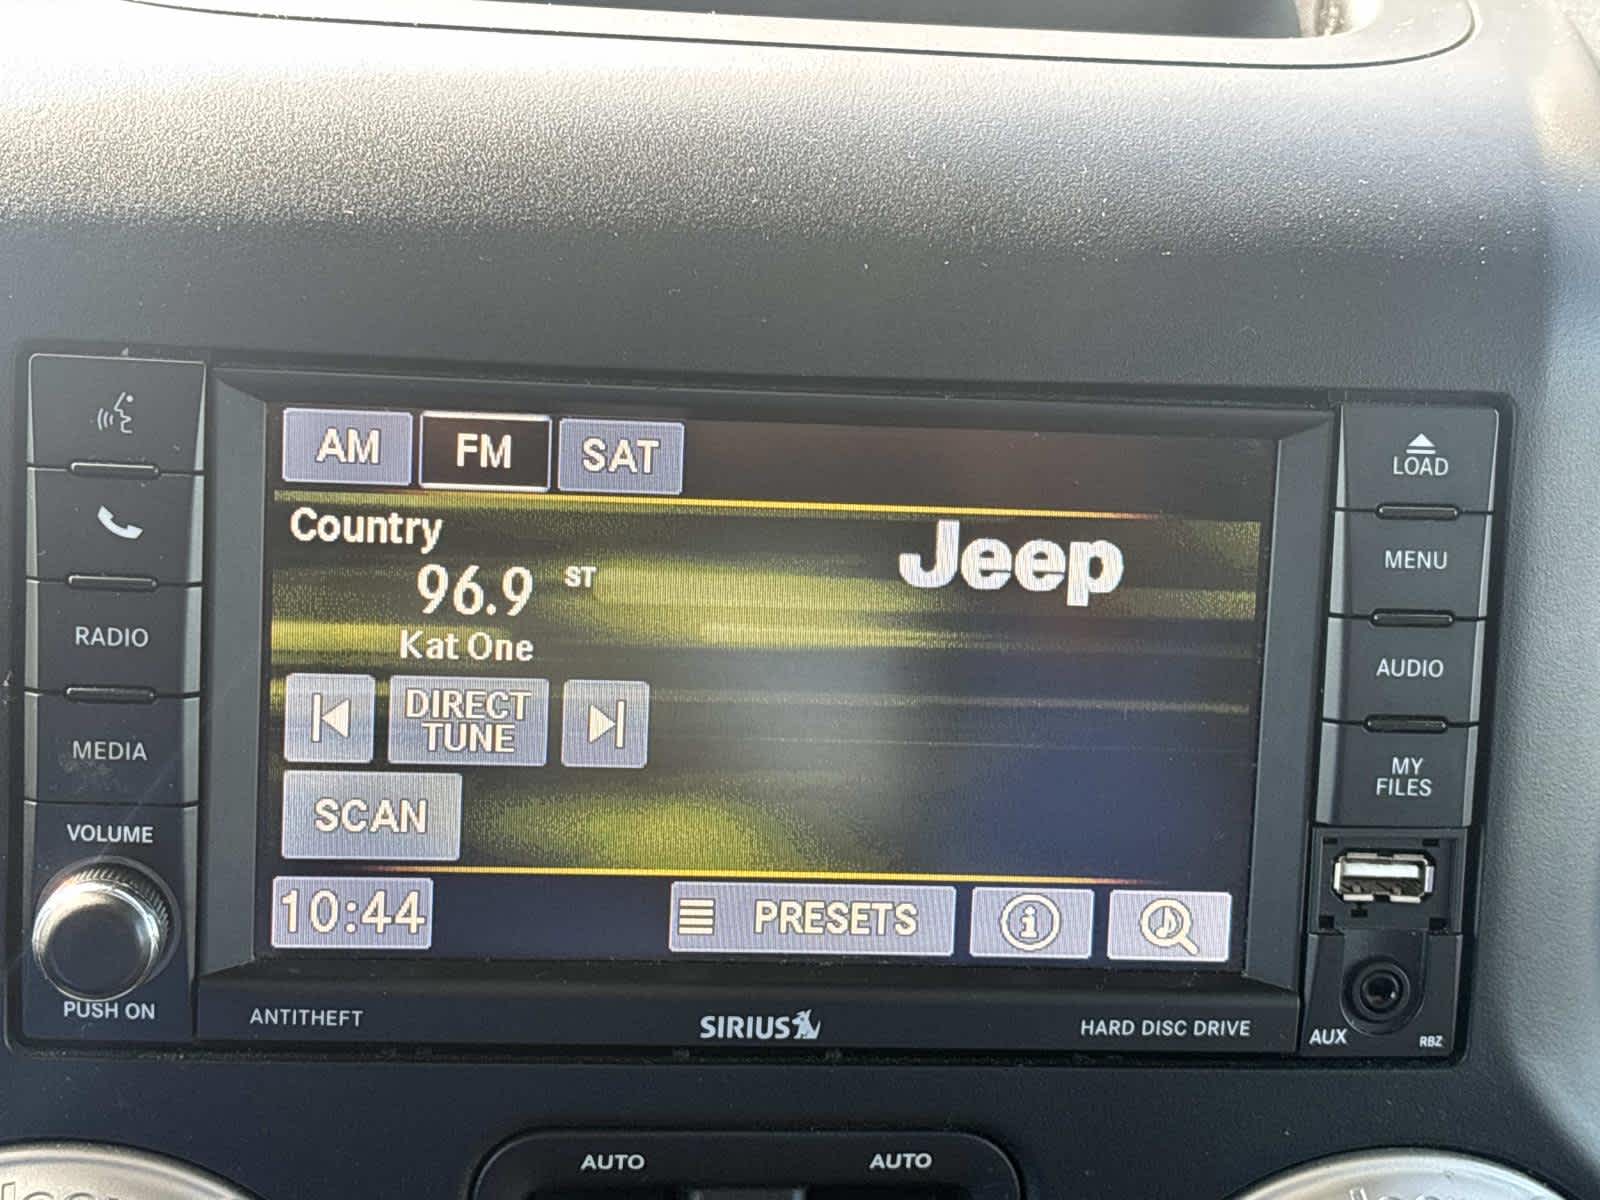 AM FM SAT
Country
96.9 ST
Jeep
Kat One
DIRECT
TUNE
SCAN
10:44 PRESETS
RADIO
MEDIA
VOLUME
PUSH ON
LOAD
MENU
AUDIO
MY
FILES
ANTITHEFT SIRIUS HARD DISC DRIVE
AUX RBZ
AUTO AUTO